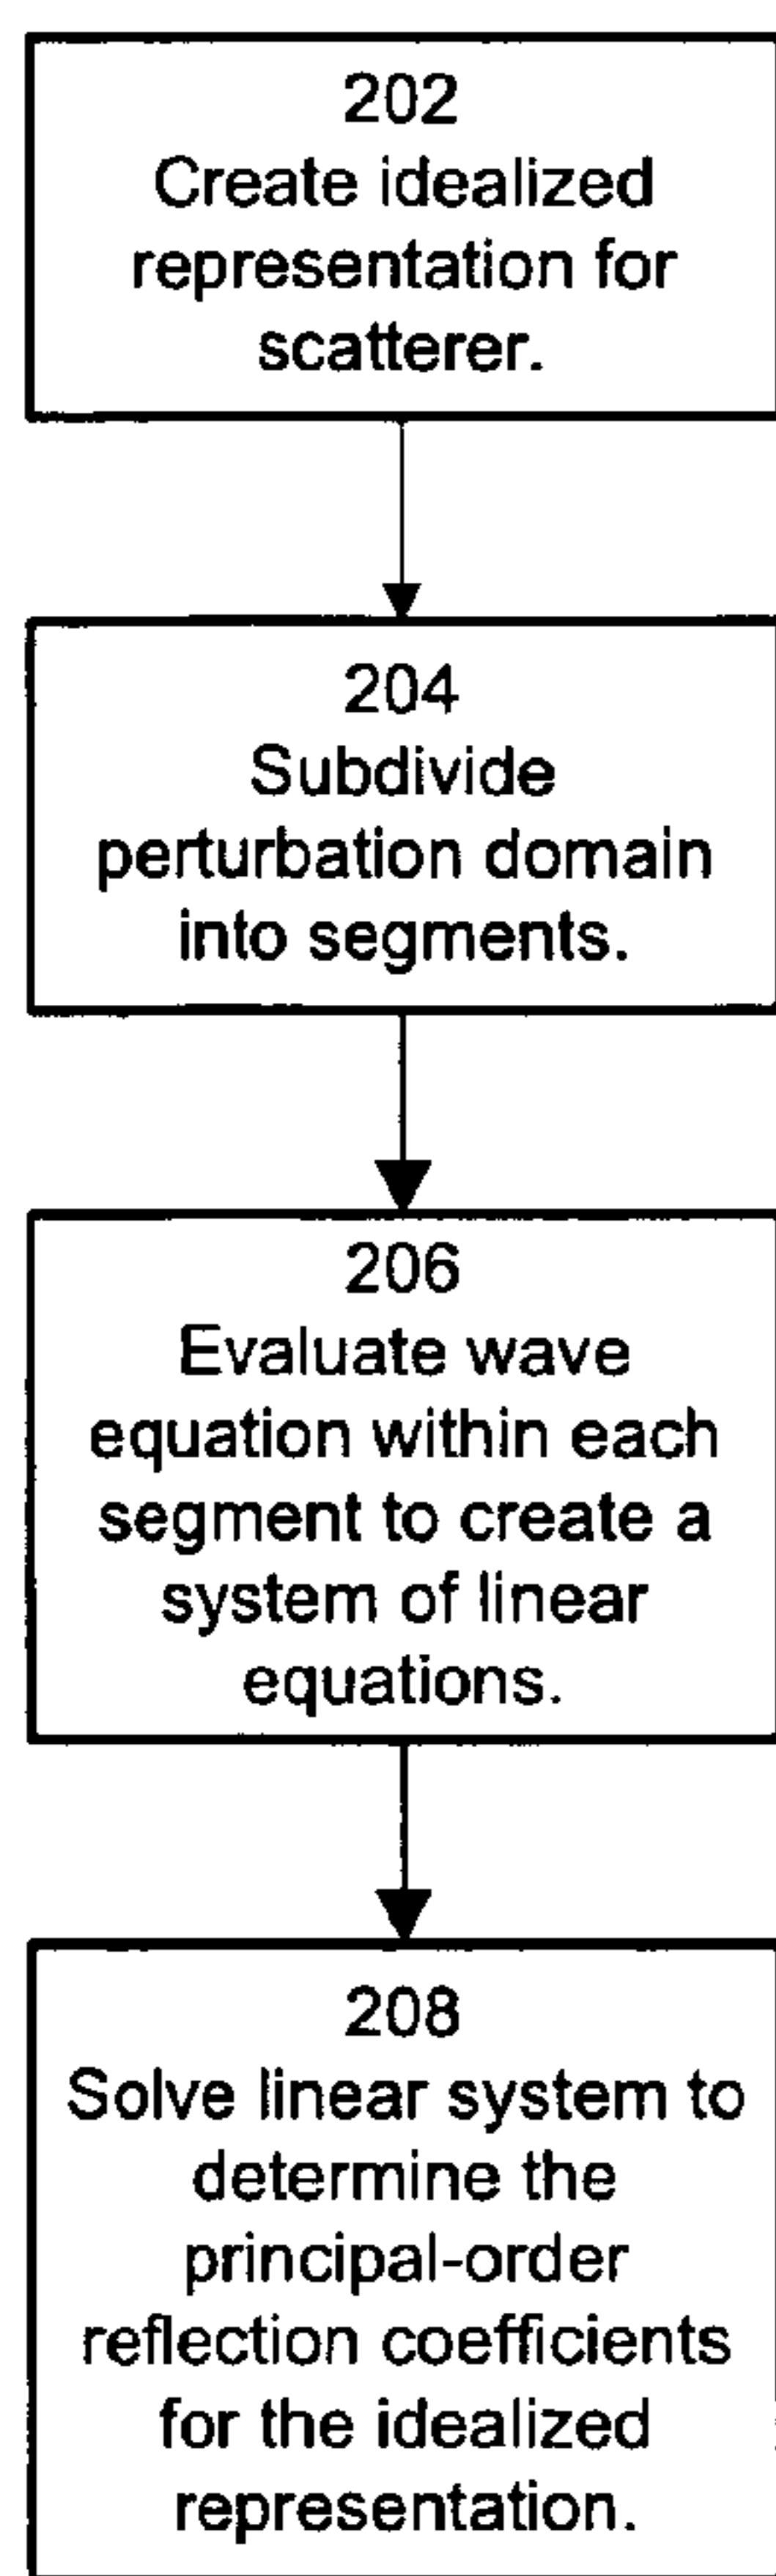 202
Create idealized
representation for
scatterer.
204
Subdivide
perturbation domain
into segments.
206
Evaluate wave
equation within each
segment to create a
system of linear
equations.
208
Solve linear system to
determine the
principal-order
reflection coefficients
for the idealized
representation.